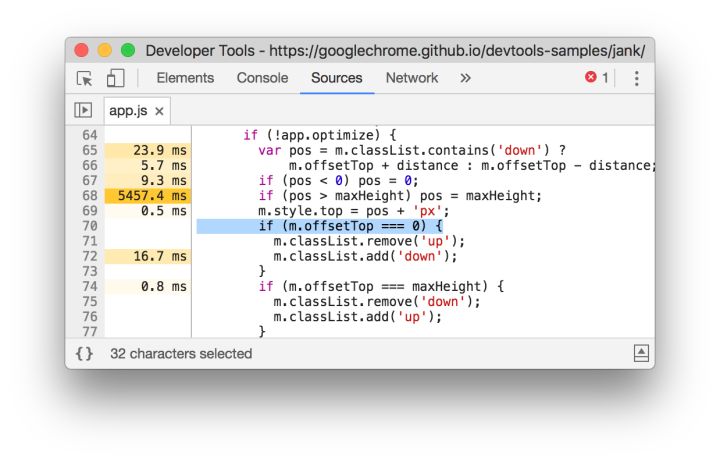 Developer Tools - https://googlechrome.github.io/devtools-samples/jank/
Elements Console Sources Network » 1
app.js ×
64 if (!app.optimize) {
65 23.9 ms var pos = m.classList.contains('down') ?
66 5.7 ms m.offsetTop + distance : m.offsetTop - distance;
67 9.3 ms if (pos < 0) pos = 0;
68 5457.4 ms if (pos > maxHeight) pos = maxHeight;
69 0.5 ms m.style.top = pos + 'px';
70 if (m.offsetTop === 0) {
71 m.classList.remove('up');
72 16.7 ms m.classList.add('down');
73 }
74 0.8 ms if (m.offsetTop === maxHeight) {
75 m.classList.remove('down');
76 m.classList.add('up');
77 }
{} 32 characters selected